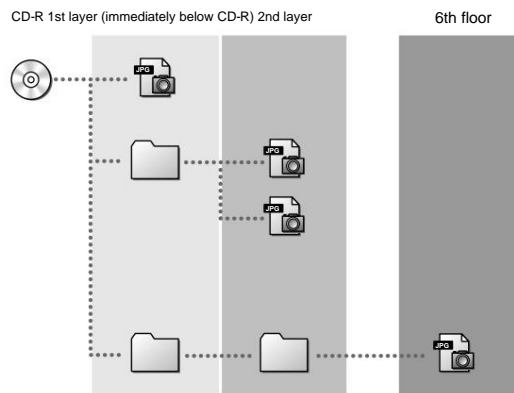 CD-R 1st layer (immediately below CD-R) 2nd layer
6th floor
JPG
JPG
JPG
JPG